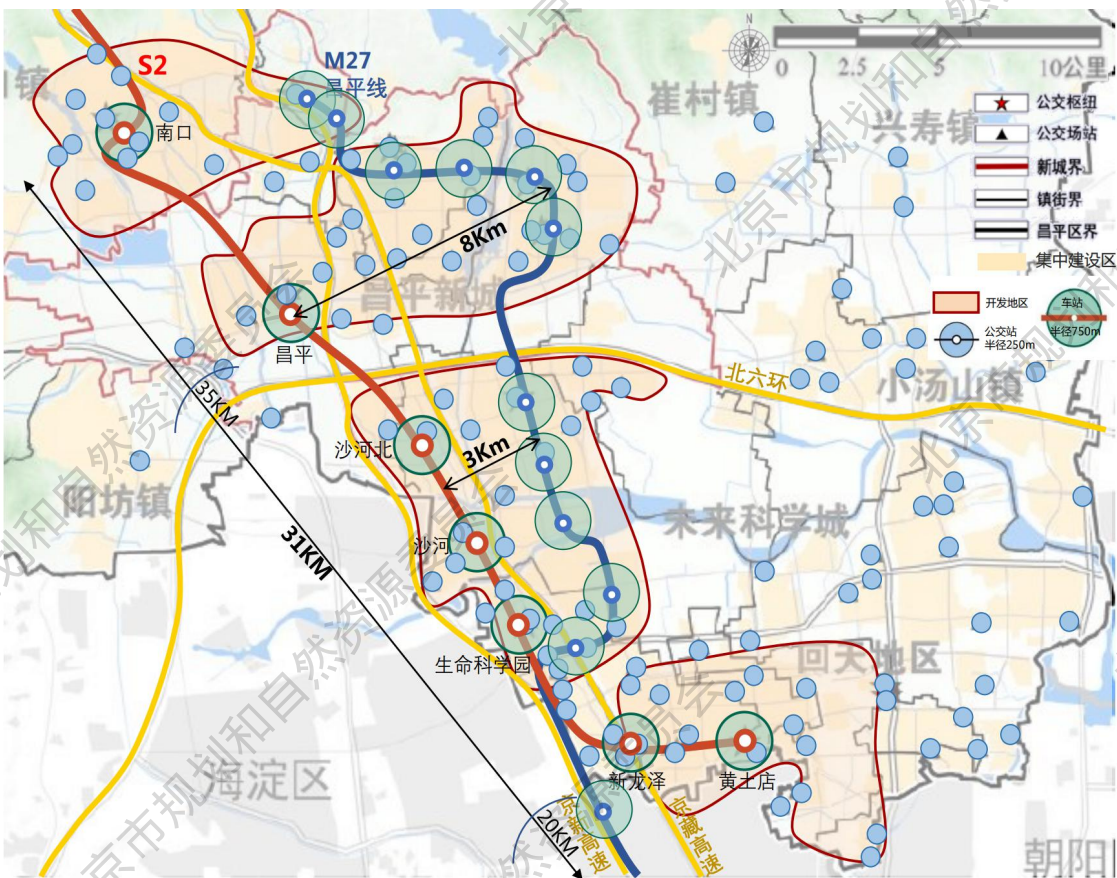 S2
M27
昌平线
南口
崔村镇
兴寿镇
N
0
2.5
5
10公里
公交枢纽
公交场站
新城界
镇街界
昌平区界
集中建设区
开发地区
车站
半径750m
公交站
半径250m
8Km
昌平新城
昌平
北六环
小汤山镇
35KM
沙河北
3Km
阳坊镇
未来科学城
31KM
沙河
生命科学园
回天地区
海淀区
新龙泽
黄土店
20KM
京新高速
京藏高速
朝阳